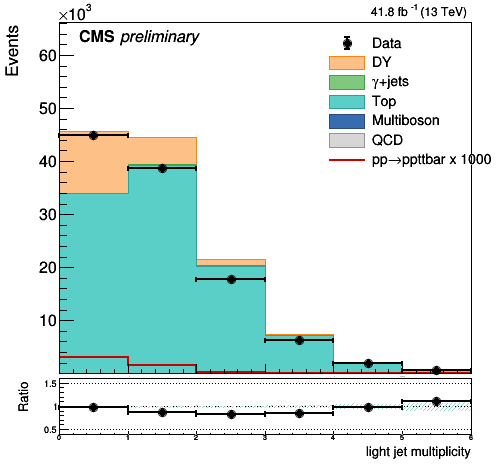 ×10³
41.8 fb⁻¹ (13 TeV)
CMS preliminary
Events
60
50
40
30
20
10
Data
DY
γ+jets
Top
Multiboson
QCD
pp→ppttbar x 1000
Ratio
1.5
1
0.5
0 1 2 3 4 5 6
light jet multiplicity